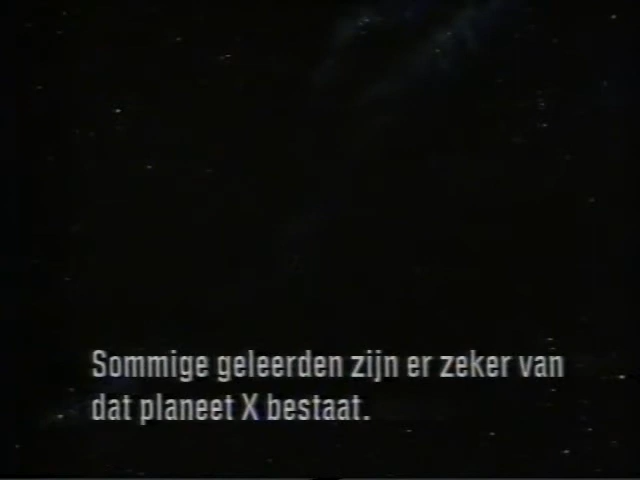 Sommige geleerden zijn er zeker van
dat planeet X bestaat.